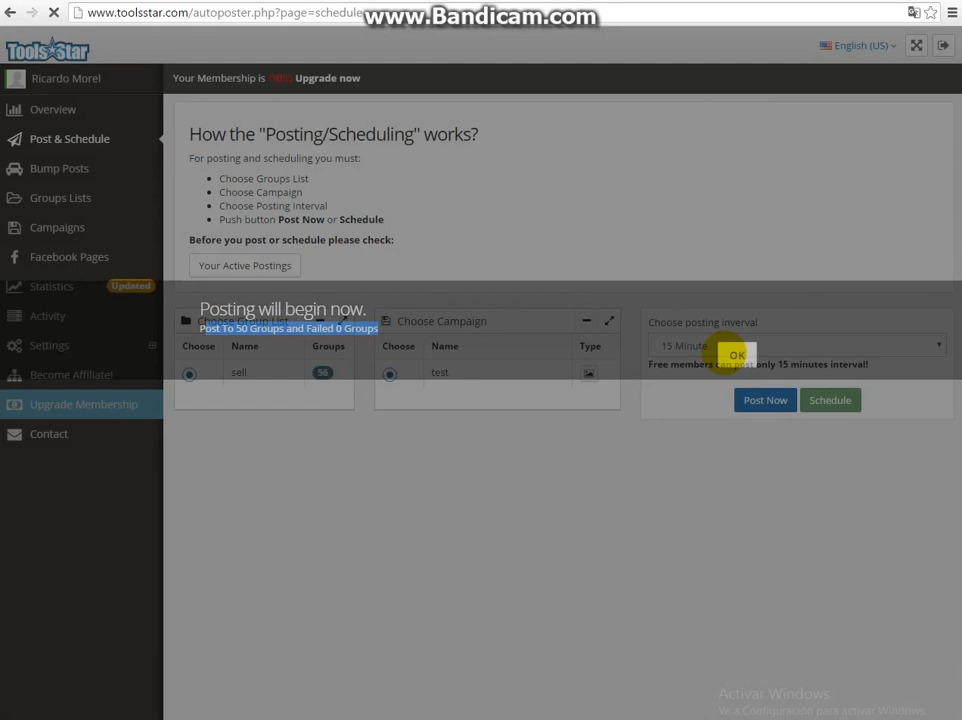 www.toolsstar.com/autoposter.php?page=schedule
www.Bandicam.com
Tools Star
English (US)
Ricardo Morel
Your Membership is FREE! Upgrade now
Overview
Post & Schedule
Bump Posts
Groups Lists
Campaigns
Facebook Pages
Statistics
Updated
Activity
Settings
Become Affiliate!
Upgrade Membership
Contact
How the "Posting/Scheduling" works?
For posting and scheduling you must:
Choose Groups List
Choose Campaign
Choose Posting Interval
Push button Post Now or Schedule
Before you post or schedule please check:
Your Active Postings
Posting will begin now.
Post To 50 Groups and Failed 0 Groups
OK
Choose Group List
Choose Name Groups
sell 56
Choose Campaign
Choose Name Type
test
Choose posting inverval
15 Minute
Free members can post only 15 minutes interval!
Post Now
Schedule
Activar Windows
Ve a Configuración para activar Windows.